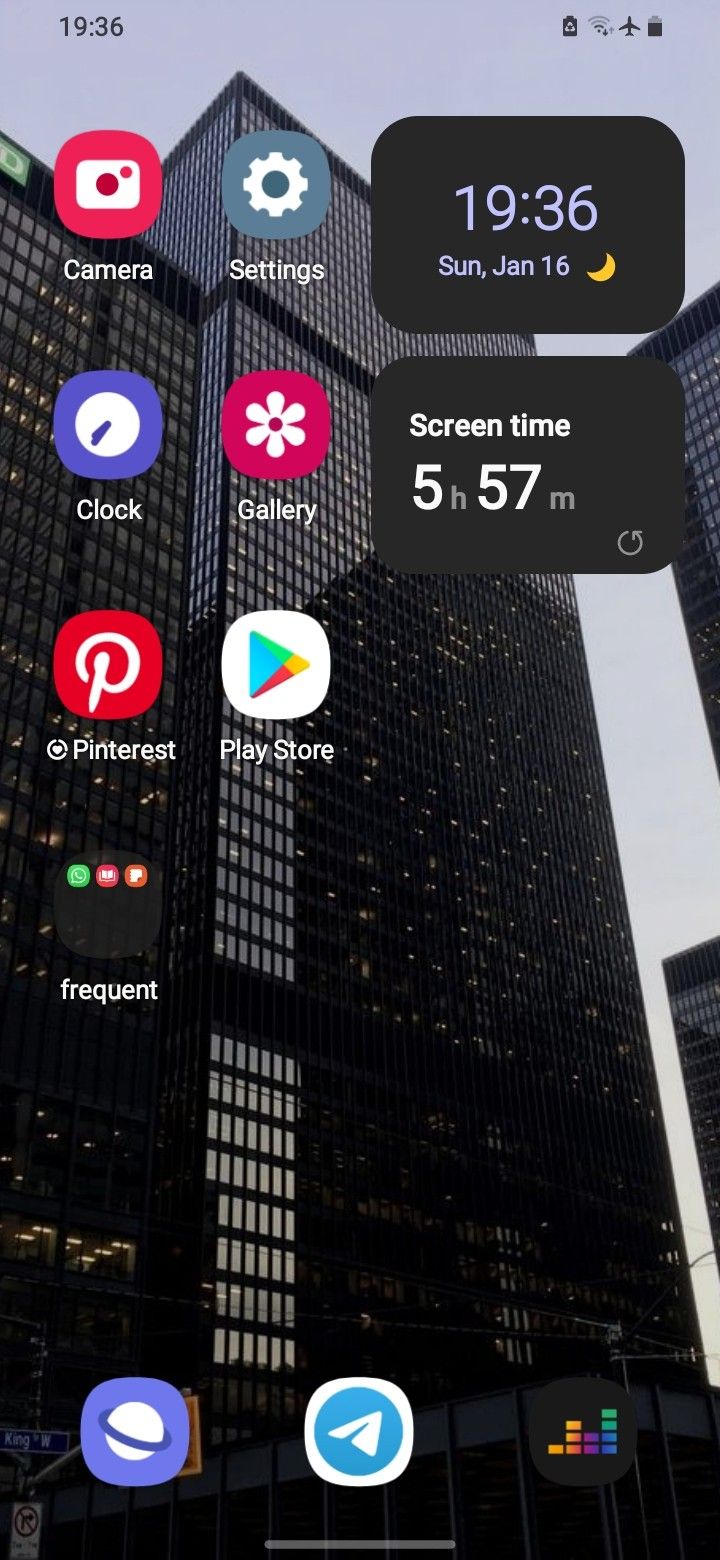 19:36
19:36
Sun, Jan 16
Camera
Settings
Screen time
5 h 57 m
Clock
Gallery
Pinterest
Play Store
frequent
King W